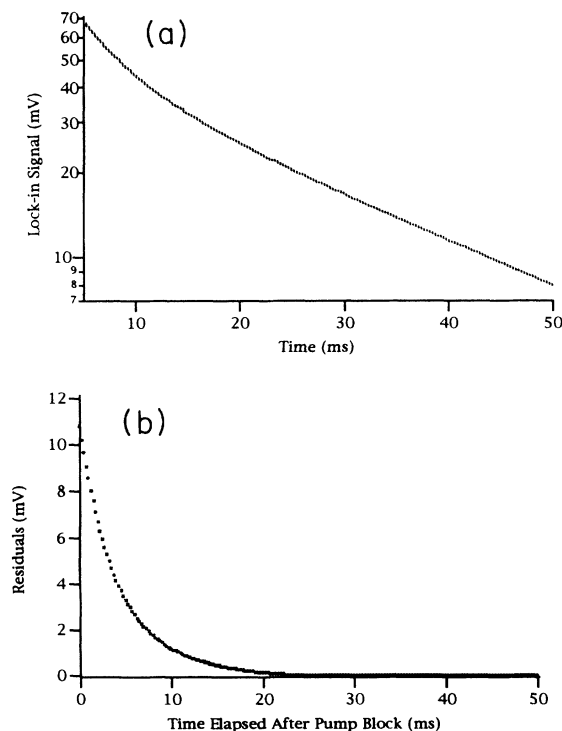 (a)
70
60
50
40
30
20
10
9
8
7
Lock-in Signal (mV)
10 20 30 40 50
Time (ms)
(b)
12
10
8
6
4
2
0
Residuals (mV)
0 10 20 30 40 50
Time Elapsed After Pump Block (ms)